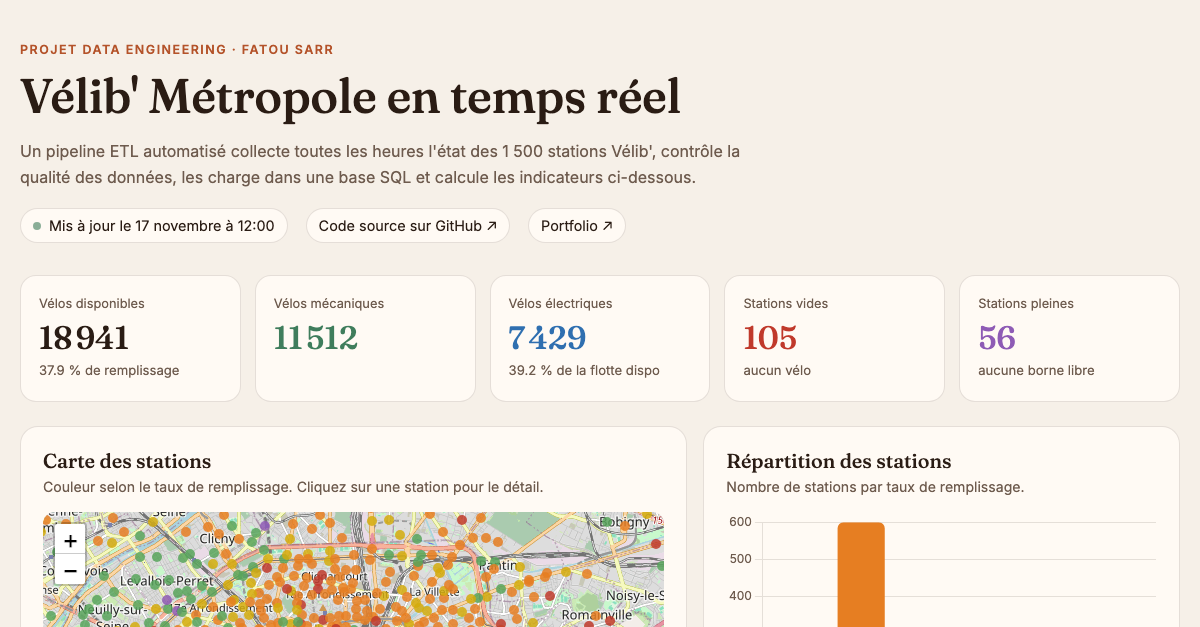 PROJET DATA ENGINEERING · FATOU SARR
Vélib' Métropole en temps réel
Un pipeline ETL automatisé collecte toutes les heures l'état des 1 500 stations Vélib', contrôle la
qualité des données, les charge dans une base SQL et calcule les indicateurs ci-dessous.
Mis à jour le 17 novembre à 12:00
Code source sur GitHub ↗
Portfolio ↗
Vélos disponibles
18 941
37.9 % de remplissage
Vélos mécaniques
11 512
Vélos électriques
7 429
39.2 % de la flotte dispo
Stations vides
105
aucun vélo
Stations pleines
56
aucune borne libre
Carte des stations
Couleur selon le taux de remplissage. Cliquez sur une station pour le détail.
+
−
Clichy
Bobigny
Levallois-Perret
Pantin
La Villette
Noisy-le-S
Neuilly-sur-
Seine
17e Arrondissement
Romainville
Répartition des stations
Nombre de stations par taux de remplissage.
600
500
400